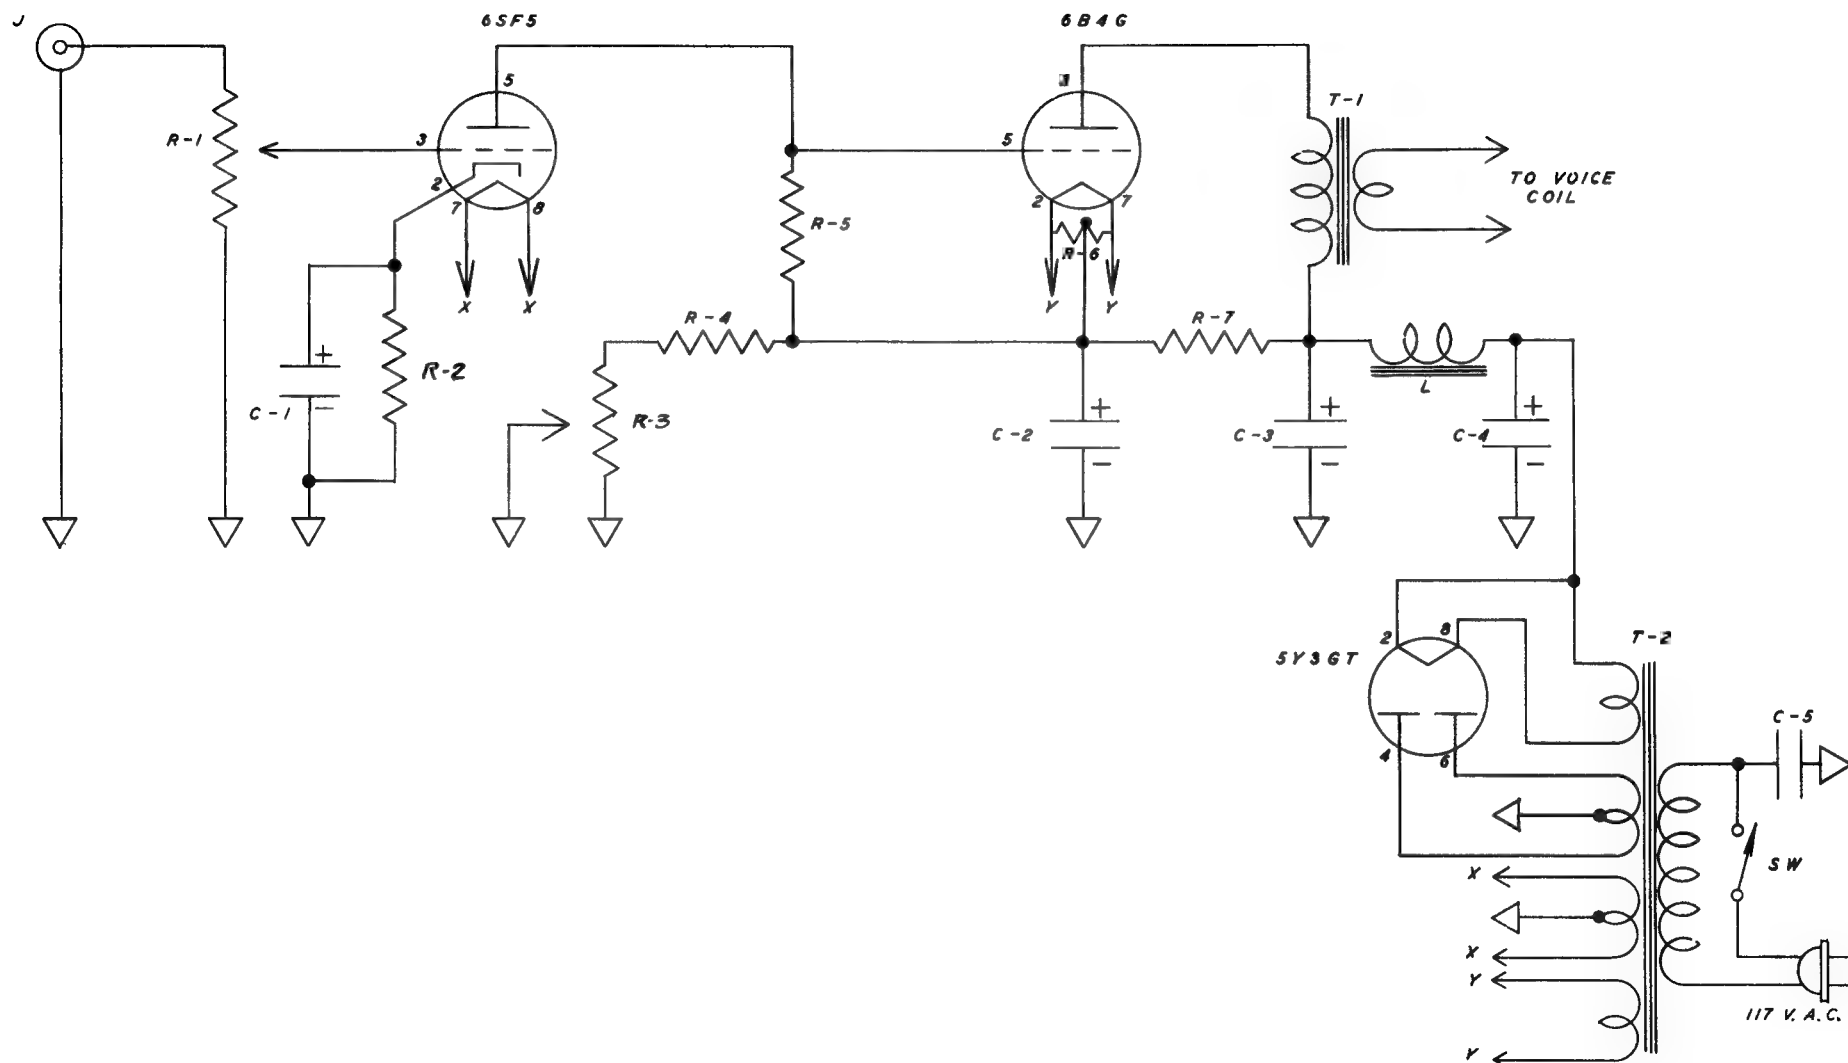 J
6SF5
6B4G
5
3
2
7
8
R-1
X
X
C-1
+
-
R-2
R-5
R-4
R-3
5
2
7
R-6
Y
Y
R-7
T-1
TO VOICE
COIL
L
C-2
+
-
C-3
+
-
C-4
+
-
5Y3GT
2
8
4
6
T-2
C-5
SW
X
X
Y
Y
117 V. A. C.